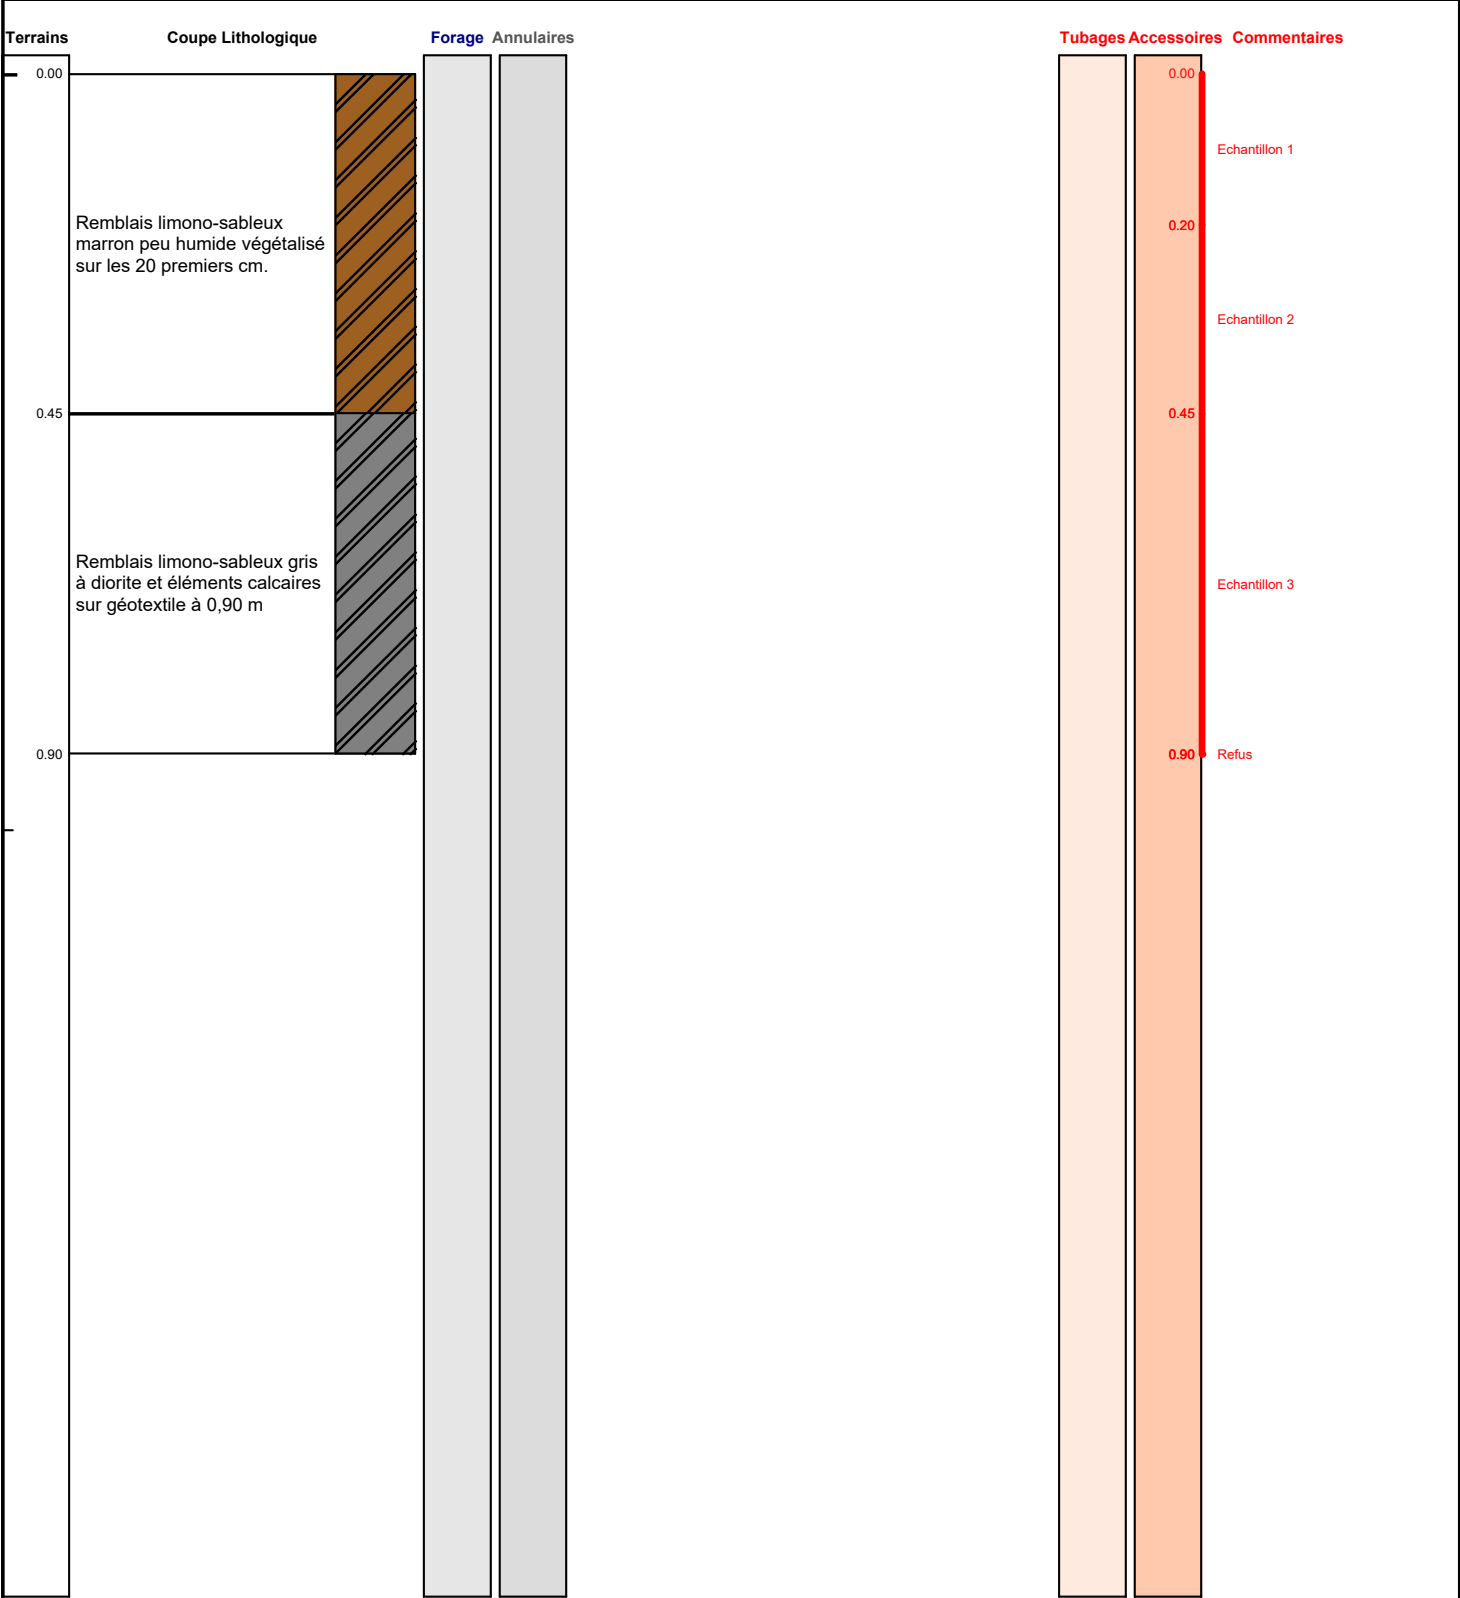 Terrains Coupe Lithologique Forage Annulaires Tubages Accessoires Commentaires
0.00 0.00
Echantillon 1
Remblais limono-sableux
marron peu humide végétalisé
sur les 20 premiers cm.
0.20
Echantillon 2
0.45 0.45
Remblais limono-sableux gris
à diorite et éléments calcaires
sur géotextile à 0,90 m
Echantillon 3
0.90 0.90 Refus